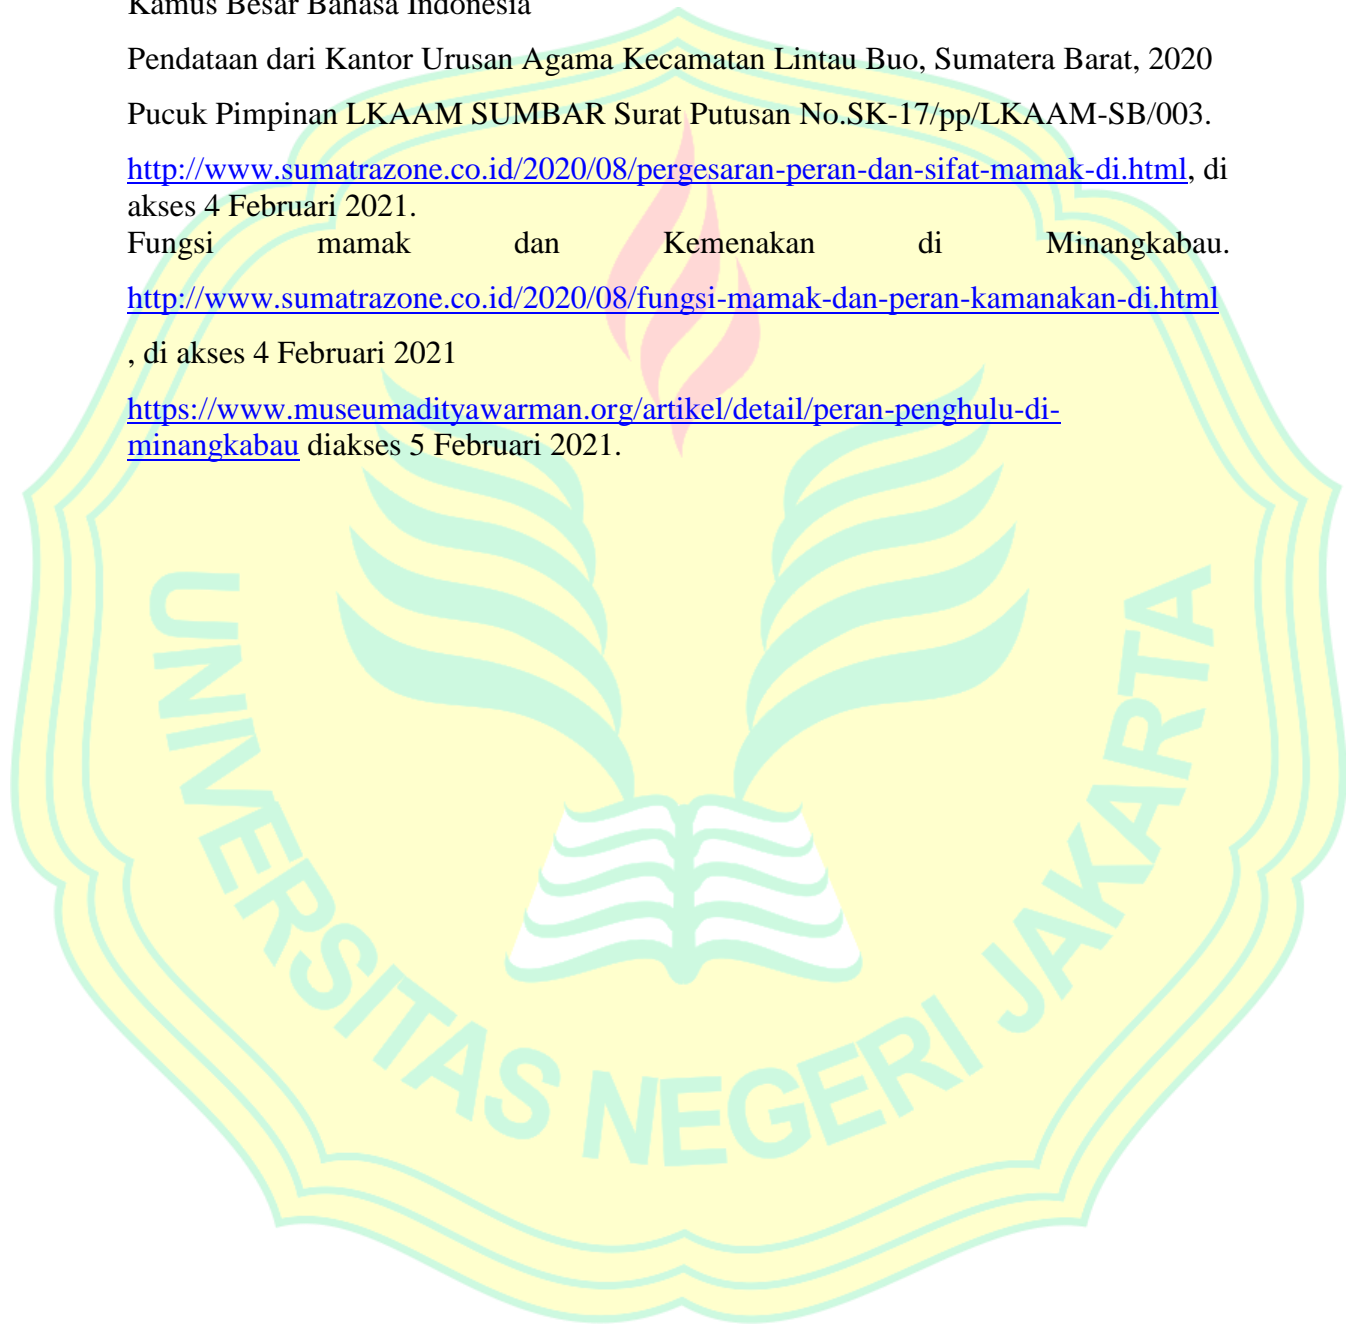 Kamus Besar Bahasa Indonesia
Pendataan dari Kantor Urusan Agama Kecamatan Lintau Buo, Sumatera Barat, 2020
Pucuk Pimpinan LKAAM SUMBAR Surat Putusan No.SK-17/pp/LKAAM-SB/003.
http://www.sumatrazone.co.id/2020/08/pergesaran-peran-dan-sifat-mamak-di.html, di
akses 4 Februari 2021.
Fungsi mamak dan Kemenakan di Minangkabau.
http://www.sumatrazone.co.id/2020/08/fungsi-mamak-dan-peran-kamanakan-di.html
, di akses 4 Februari 2021
https://www.museumadityawarman.org/artikel/detail/peran-penghulu-di-
minangkabau diakses 5 Februari 2021.
UNIVERSITAS NEGERI JAKARTA